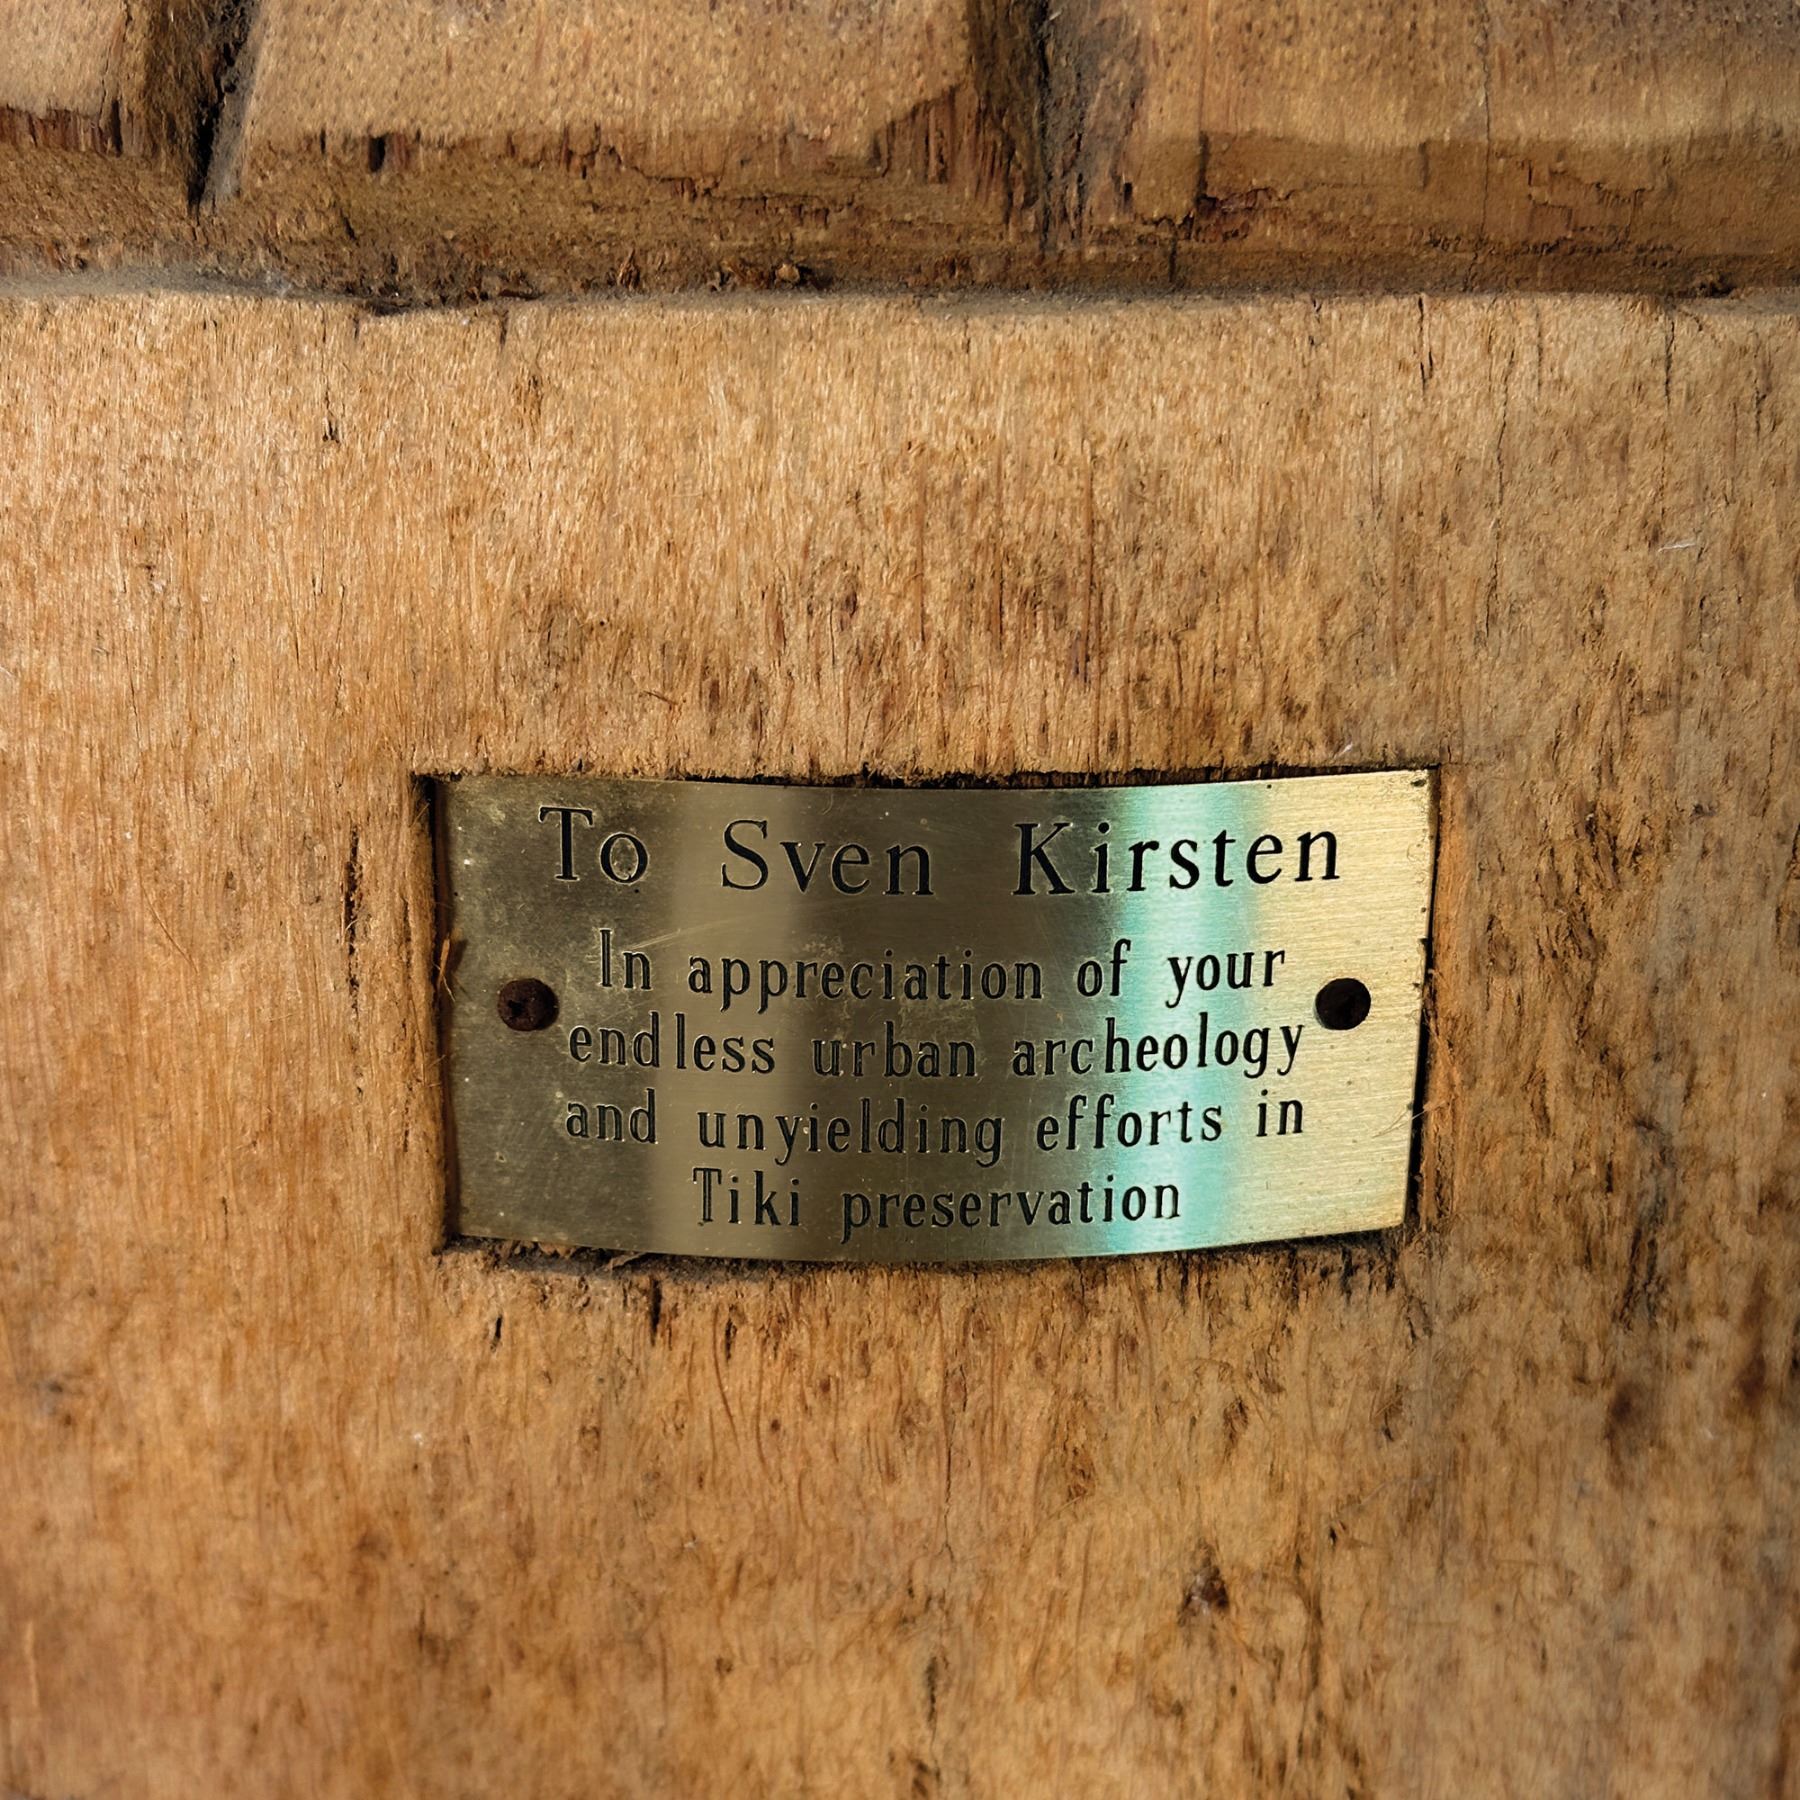 To Sven Kirsten
In appreciation of your
endless urban archeology
and unyielding efforts in
Tiki preservation